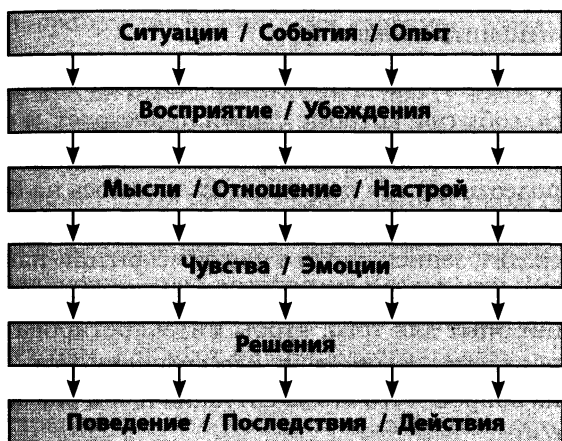 Ситуации / События / Опыт
Восприятие / Убеждения
Мысли / Отношение / Настрой
Чувства / Эмоции
Решения
Поведение / Последствия / Действия